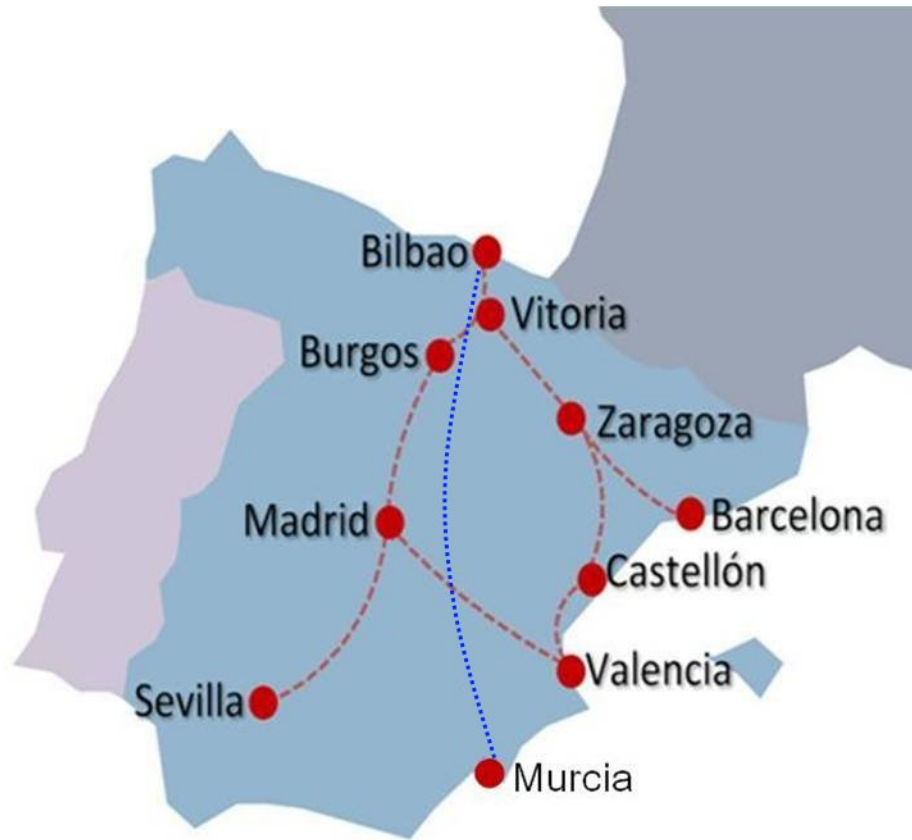 Bilbao
Vitoria
Burgos
Zaragoza
Madrid
Barcelona
Castellón
Valencia
Sevilla
Murcia